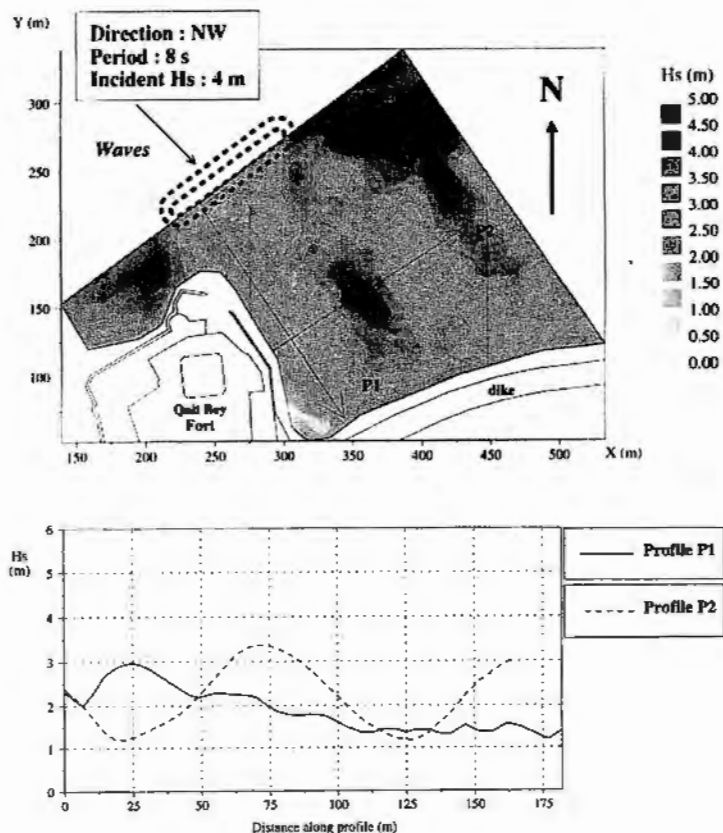 Y (m)
Direction : NW
Period : 8 s
Incident Hs : 4 m
Waves
N
Hs (m)
5.00
4.50
4.00
3.50
3.00
2.50
2.00
1.50
1.00
0.50
0.00
300
250
200
150
100
P2
P1
Qait Bey
Fort
dike
140 150 200 250 300 350 400 450 500 X (m)
Hs
(m)
6
5
4
3
2
1
0
0 25 50 75 100 125 150 175
Distance along profile (m)
Profile P1
Profile P2